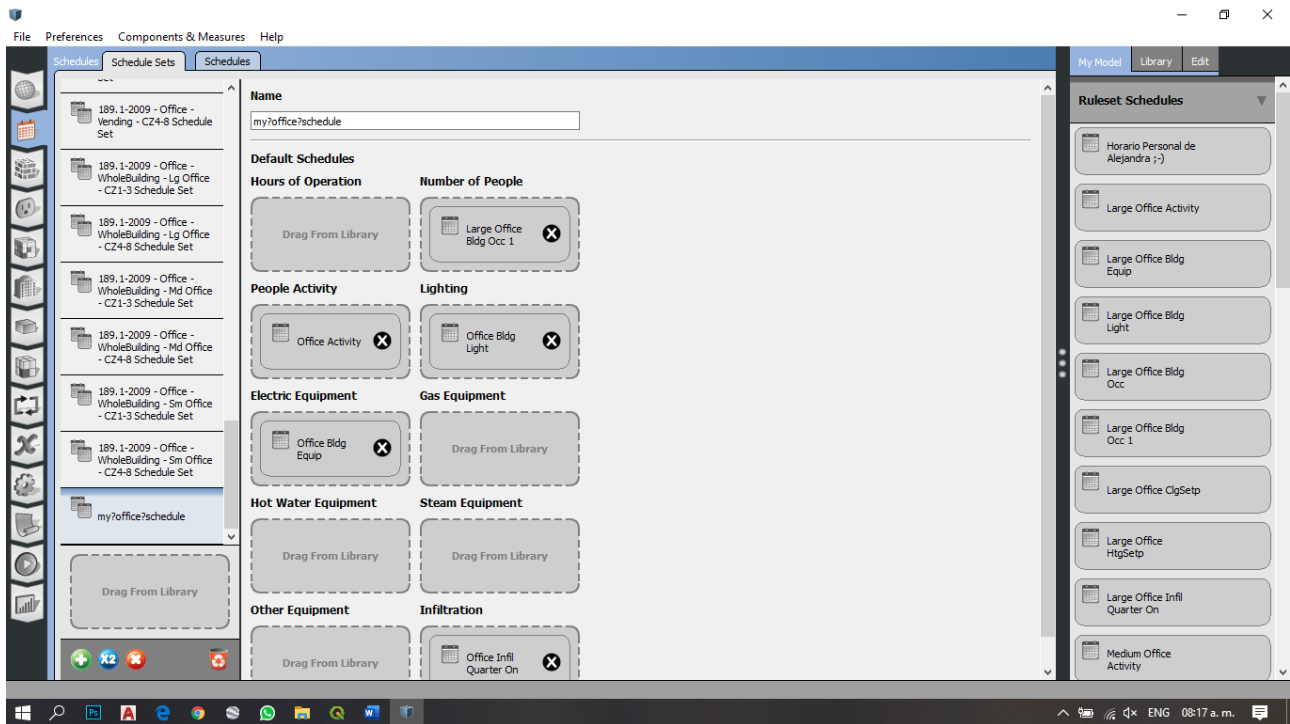 File Preferences Components & Measures Help
Schedules Schedule Sets Schedules
My Model Library Edit
189.1-2009 - Office -
Vending - CZ4-8 Schedule
Set
189.1-2009 - Office -
WholeBuilding - Lg Office
- CZ1-3 Schedule Set
189.1-2009 - Office -
WholeBuilding - Lg Office
- CZ4-8 Schedule Set
189.1-2009 - Office -
WholeBuilding - Md Office
- CZ1-3 Schedule Set
189.1-2009 - Office -
WholeBuilding - Md Office
- CZ4-8 Schedule Set
189.1-2009 - Office -
WholeBuilding - Sm Office
- CZ1-3 Schedule Set
189.1-2009 - Office -
WholeBuilding - Sm Office
- CZ4-8 Schedule Set
my?office?schedule
Drag From Library
X2
Name
my?office?schedule
Default Schedules
Hours of Operation
Drag From Library
Number of People
Large Office
Bldg Occ 1
People Activity
Office Activity
Lighting
Office Bldg
Light
Electric Equipment
Office Bldg
Equip
Gas Equipment
Drag From Library
Hot Water Equipment
Drag From Library
Steam Equipment
Drag From Library
Other Equipment
Drag From Library
Infiltration
Office Infil
Quarter On
Ruleset Schedules
Horario Personal de
Alejandra ;-)
Large Office Activity
Large Office Bldg
Equip
Large Office Bldg
Light
Large Office Bldg
Occ
Large Office Bldg
Occ 1
Large Office ClgSetp
Large Office
HtgSetp
Large Office Infil
Quarter On
Medium Office
Activity
Ps
ENG 08:17 a. m.